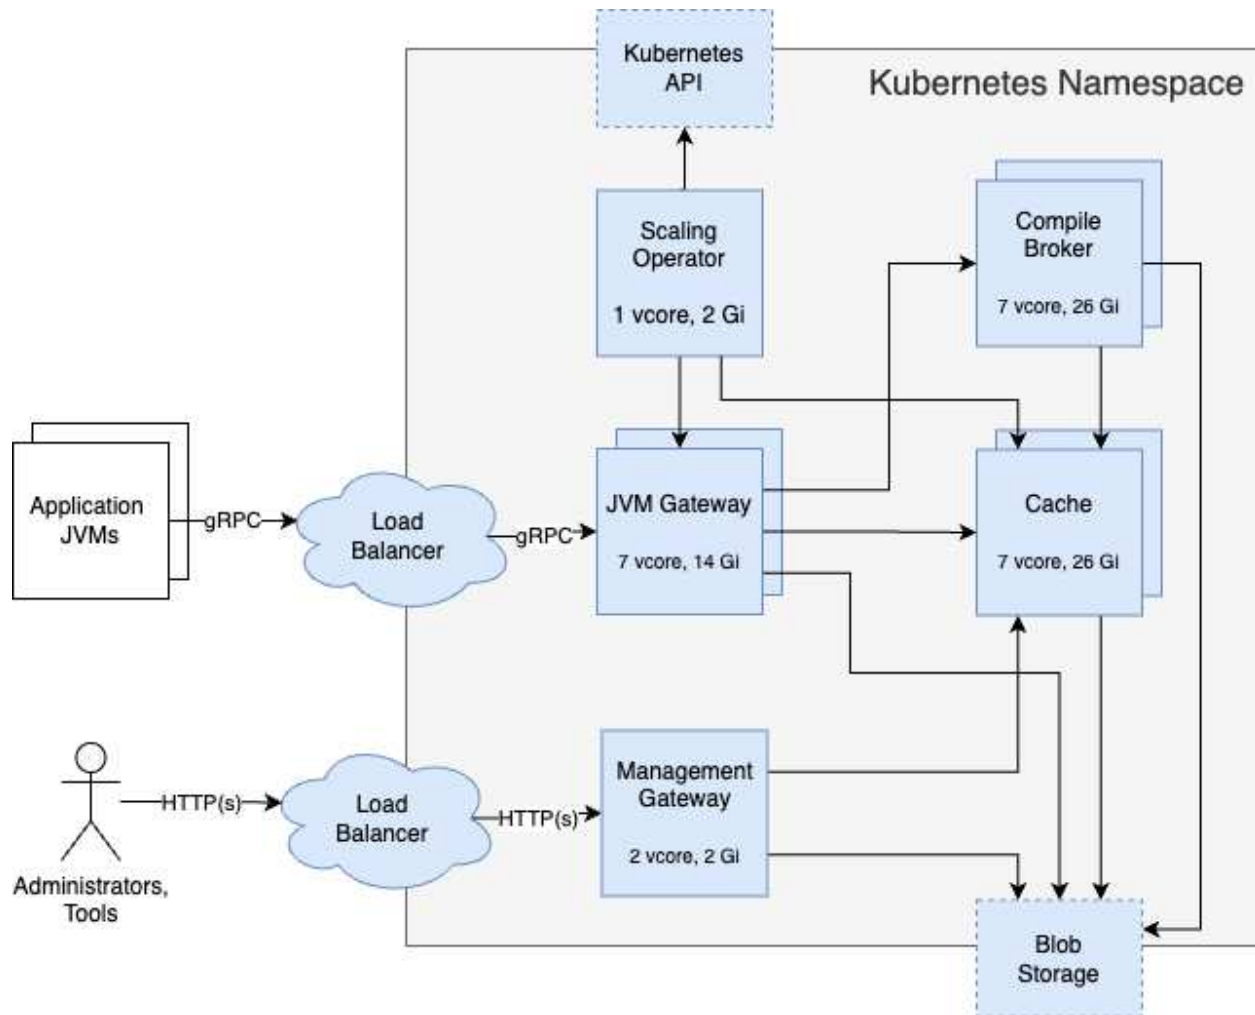 Kubernetes
API
Kubernetes Namespace
Scaling
Operator
1 vcore, 2 Gi
Compile
Broker
7 vcore, 26 Gi
Application
JVMs
gRPC
Load
Balancer
gRPC
JVM Gateway
7 vcore, 14 Gi
Cache
7 vcore, 26 Gi
Administrators,
Tools
HTTP(s)
Load
Balancer
HTTP(s)
Management
Gateway
2 vcore, 2 Gi
Blob
Storage